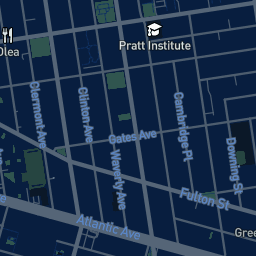 Pratt Institute
Olea
Clermont Ave
Clinton Ave
Waverly Ave
Cambridge Pl
Downing St
Gates Ave
Fulton St
Atlantic Ave
Gree